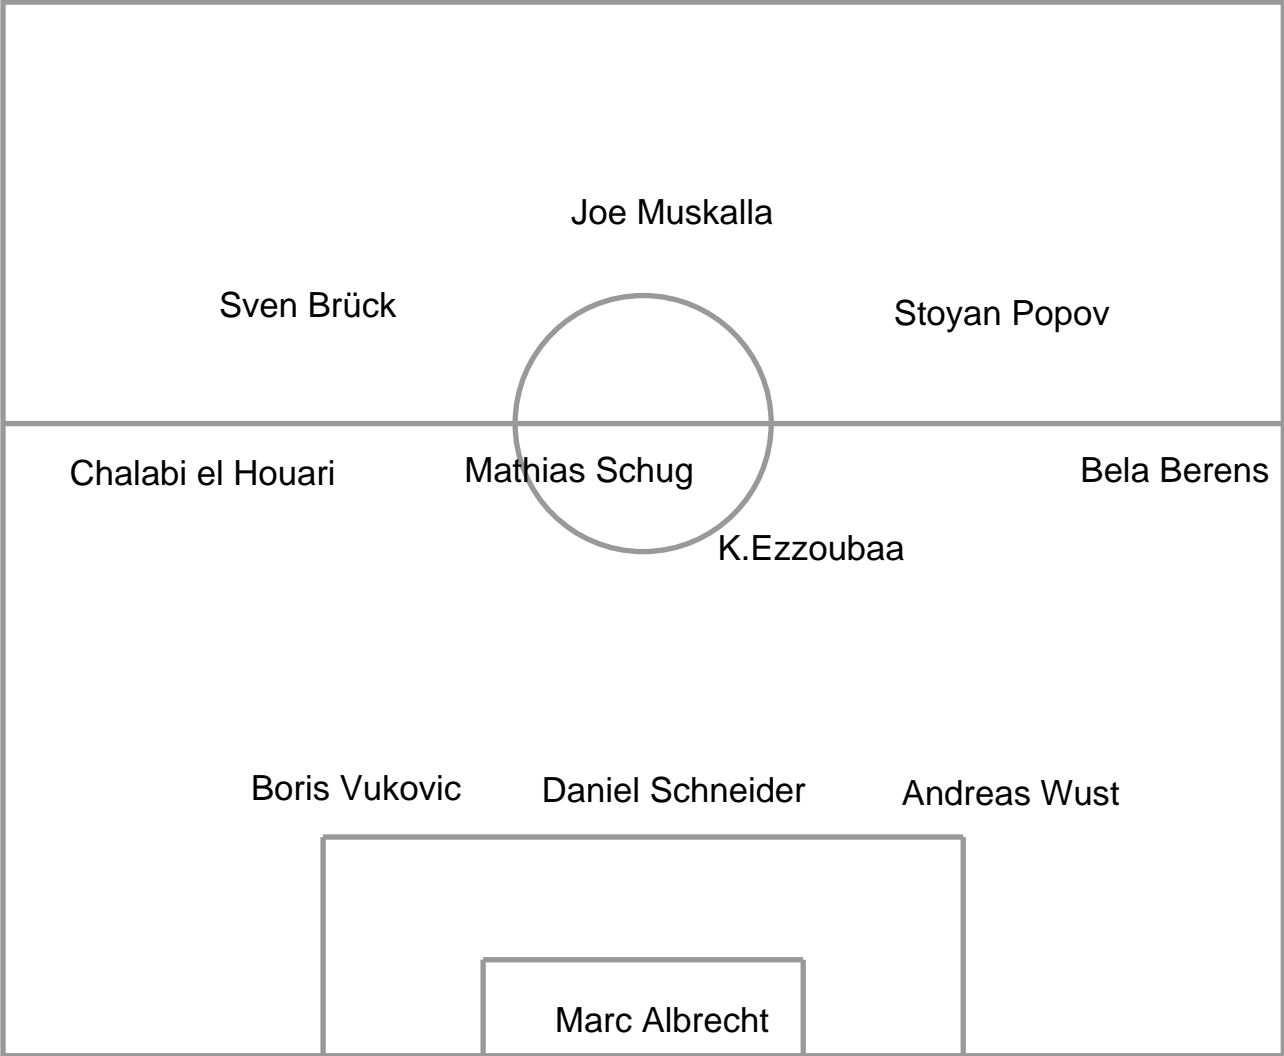 Joe Muskalla
Sven Brück
Stoyan Popov
Chalabi el Houari
Mathias Schug
Bela Berens
K.Ezzoubaa
Boris Vukovic
Daniel Schneider
Andreas Wust
Marc Albrecht